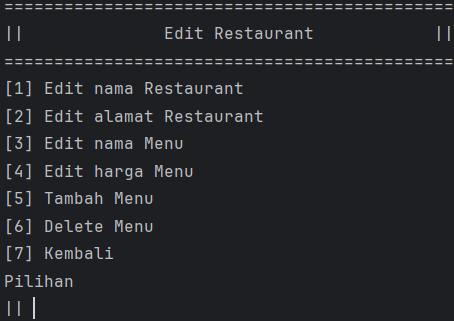 =============================================
||              Edit Restaurant            ||
=============================================
[1] Edit nama Restaurant
[2] Edit alamat Restaurant
[3] Edit nama Menu
[4] Edit harga Menu
[5] Tambah Menu
[6] Delete Menu
[7] Kembali
Pilihan
||